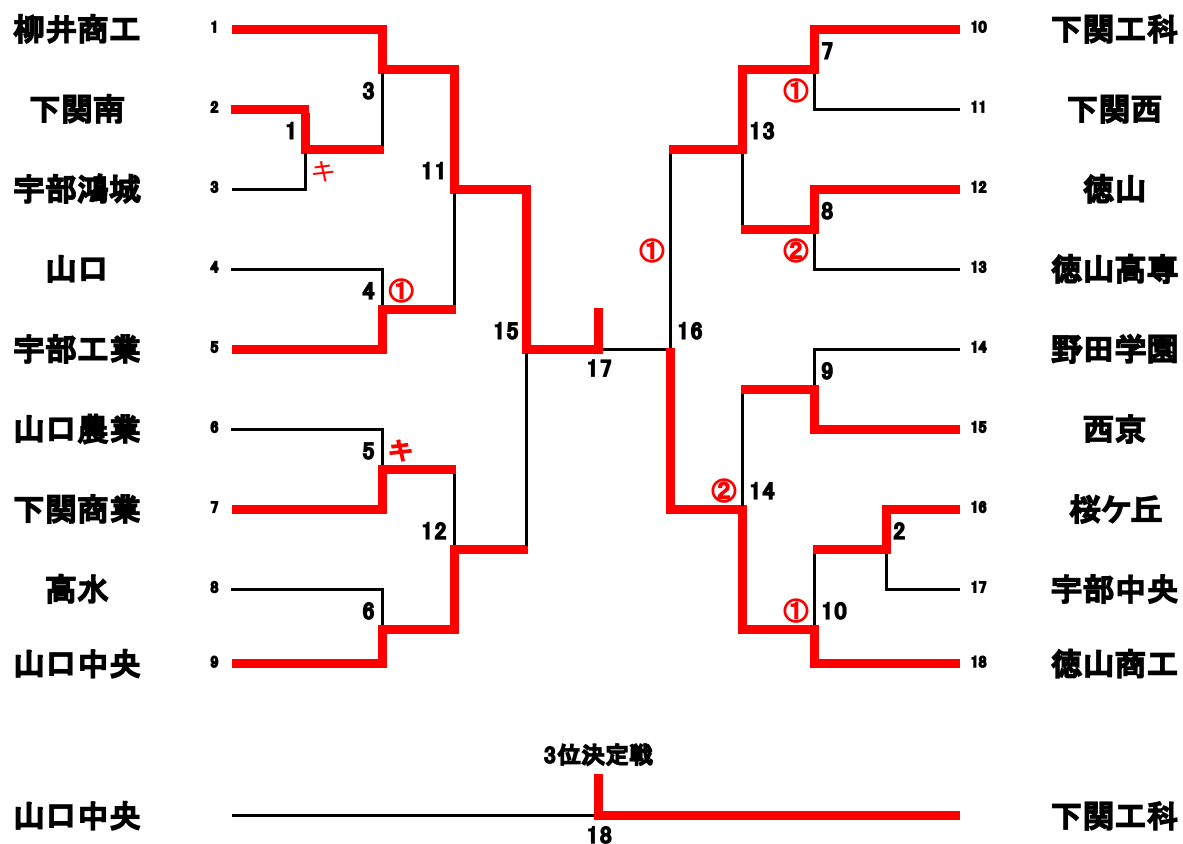 柳井商工 1 10 下関工科
7
3 ①
下関南 2 11 下関西
1 13
キ 11
宇部鴻城 3 12 徳山
8
① ②
山口 4 13 徳山高専
4 ①
15 16
宇部工業 5 14 野田学園
17 9
山口農業 6 15 西京
5 キ
② 14
下関商業 7 16 桜ケ丘
12 2
高水 8 17 宇部中央
6 ① 10
山口中央 9 18 徳山商工
3位決定戦
山口中央 下関工科
18